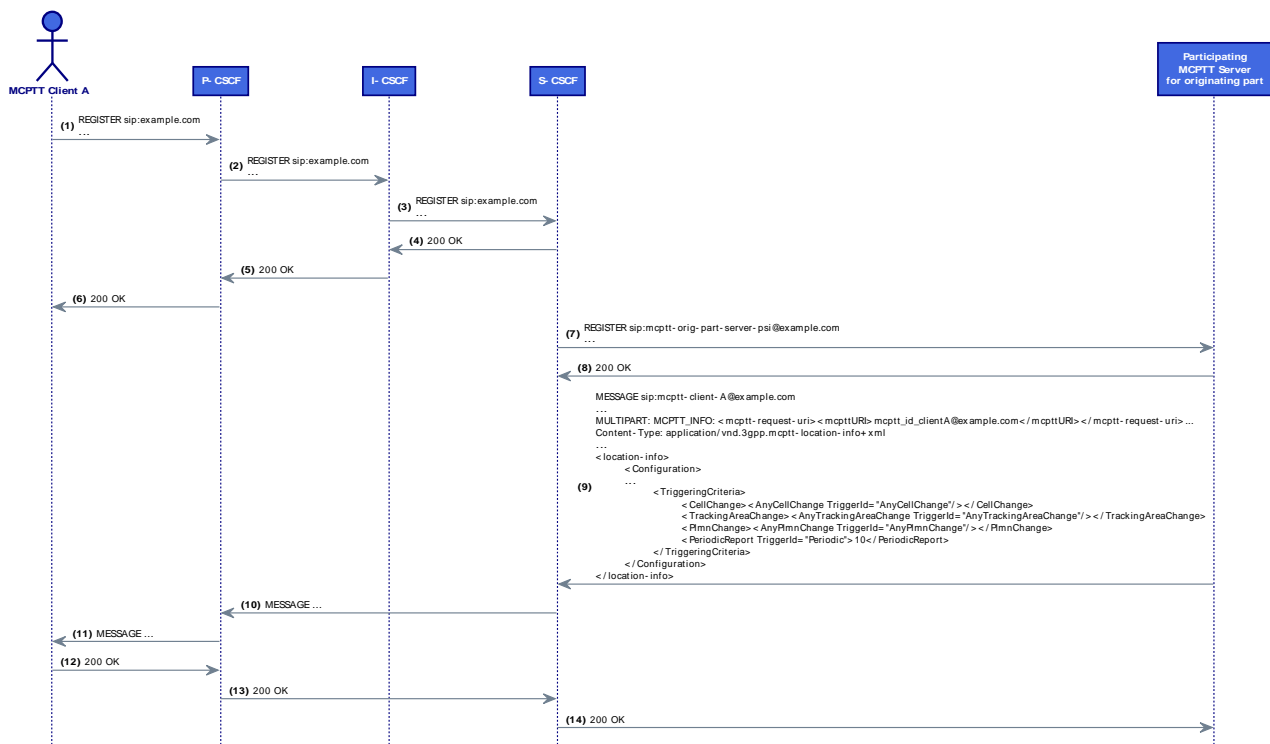 MCPTT Client A
P- CSCF
I- CSCF
S- CSCF
Participating
MCPTT Server
for originating part
(1) REGISTER sip:example.com
...
(2) REGISTER sip:example.com
...
(3) REGISTER sip:example.com
...
(4) 200 OK
(5) 200 OK
(6) 200 OK
(7) REGISTER sip:mcptt- orig- part- server- psi@example.com
...
(8) 200 OK
MESSAGE sip:mcptt- client- A@example.com
...
MULTIPART: MCPTT_INFO: < mcptt- request- uri> < mcpttURI> mcptt_id_clientA@example.com< / mcpttURI> < / mcptt- request- uri> ...
Content- Type: application/ vnd.3gpp.mcptt- location- info+ xml
...
< location- info>
< Configuration>
...
(9)
< TriggeringCriteria>
< CellChange> < AnyCellChange TriggerId= "AnyCellChange"/ > < / CellChange>
< TrackingAreaChange> < AnyTrackingAreaChange TriggerId= "AnyTrackingAreaChange"/ > < / TrackingAreaChange>
< PlmnChange> < AnyPlmnChange TriggerId= "AnyPlmnChange"/ > < / PlmnChange>
< PeriodicReport TriggerId= "Periodic"> 10< / PeriodicReport>
< / TriggeringCriteria>
< / Configuration>
< / location- info>
(10) MESSAGE ...
(11) MESSAGE ...
(12) 200 OK
(13) 200 OK
(14) 200 OK